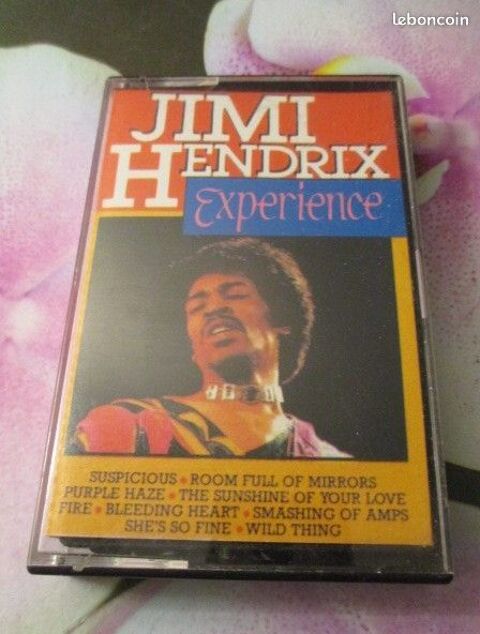 leboncoin
JIMI
HENDRIX
Experience
SUSPICIOUS • ROOM FULL OF MIRRORS
PURPLE HAZE • THE SUNSHINE OF YOUR LOVE
FIRE • BLEEDING HEART • SMASHING OF AMPS
SHE'S SO FINE • WILD THING